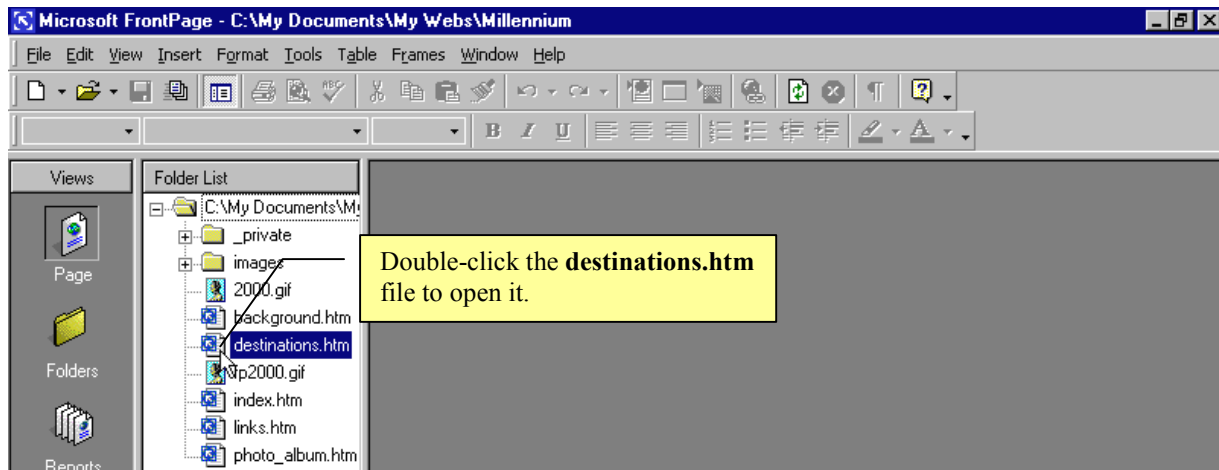 Microsoft FrontPage - C:\My Documents\My Webs\Millennium
File Edit View Insert Format Tools Table Frames Window Help
ABC
B I U A
Views
Folder List
C:\My Documents\M
_private
images
Page
2000.gif
background.htm
destinations.htm
Folders
index.htm
links.htm
photo_album.htm
Reports
Double-click the destinations.htm
file to open it.